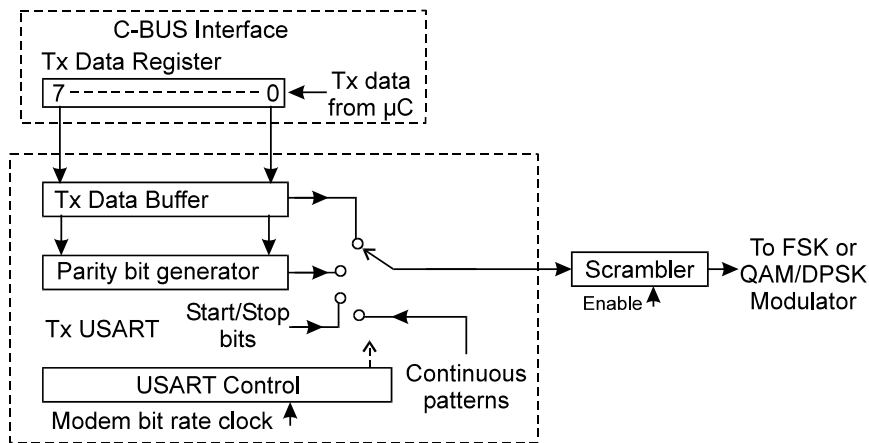 C-BUS Interface
Tx Data Register
7 0
Tx data
from µC
Tx Data Buffer
Parity bit generator
Start/Stop
bits
Tx USART
USART Control
Modem bit rate clock
Continuous
patterns
Scrambler
Enable
To FSK or
QAM/DPSK
Modulator